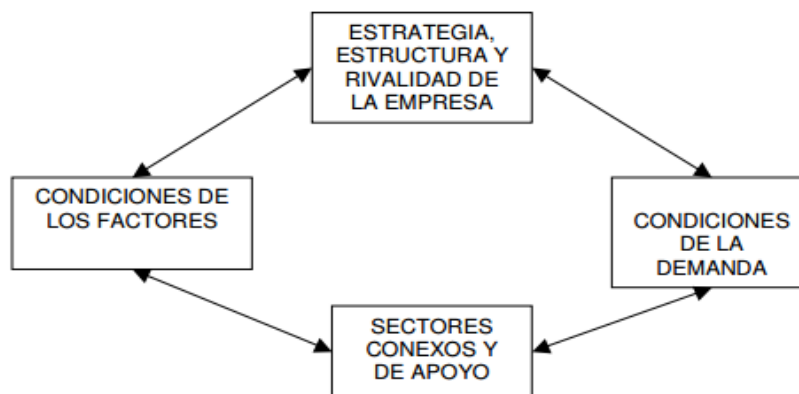 ESTRATEGIA,
ESTRUCTURA Y
RIVALIDAD DE
LA EMPRESA
CONDICIONES DE
LOS FACTORES
CONDICIONES
DE LA
DEMANDA
SECTORES
CONEXOS Y
DE APOYO